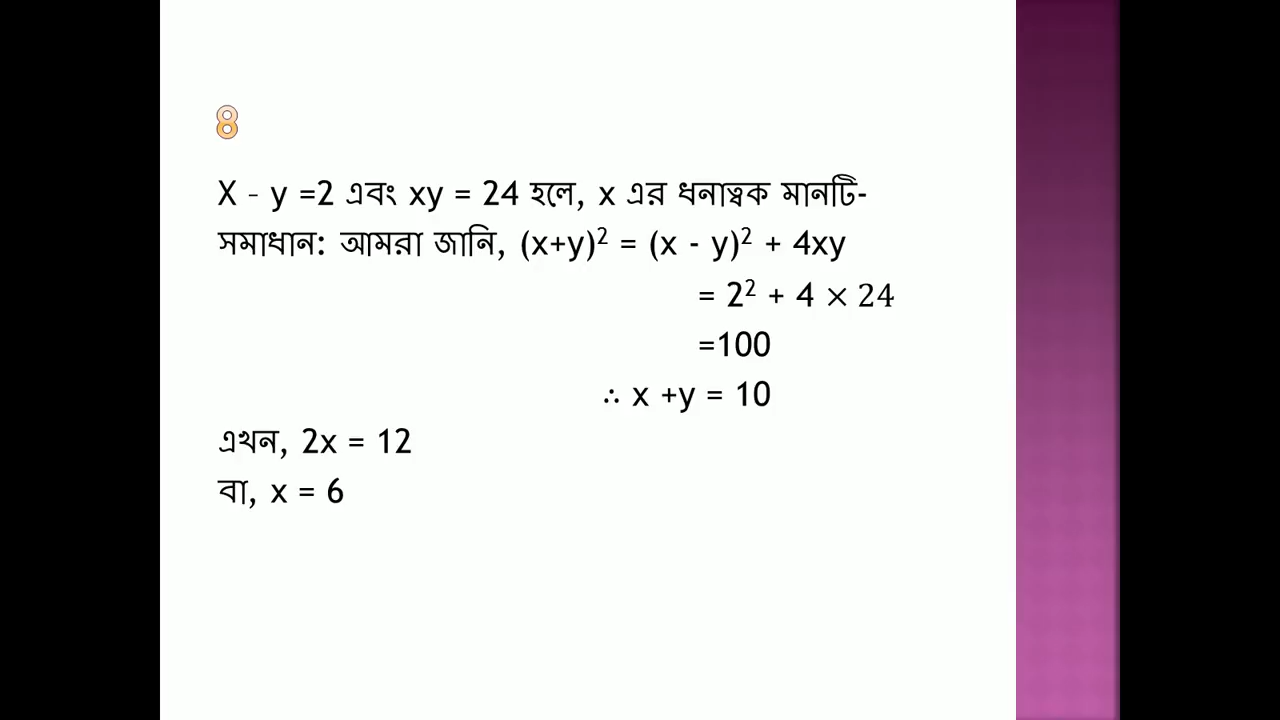 8
X - y =2 এবং xy = 24 হলে, x এর ধনাত্বক মানটি-
সমাধান: আমরা জানি, (x+y)² = (x - y)² + 4xy
= 2² + 4 × 24
=100
∴ x +y = 10
এখন, 2x = 12
বা, x = 6